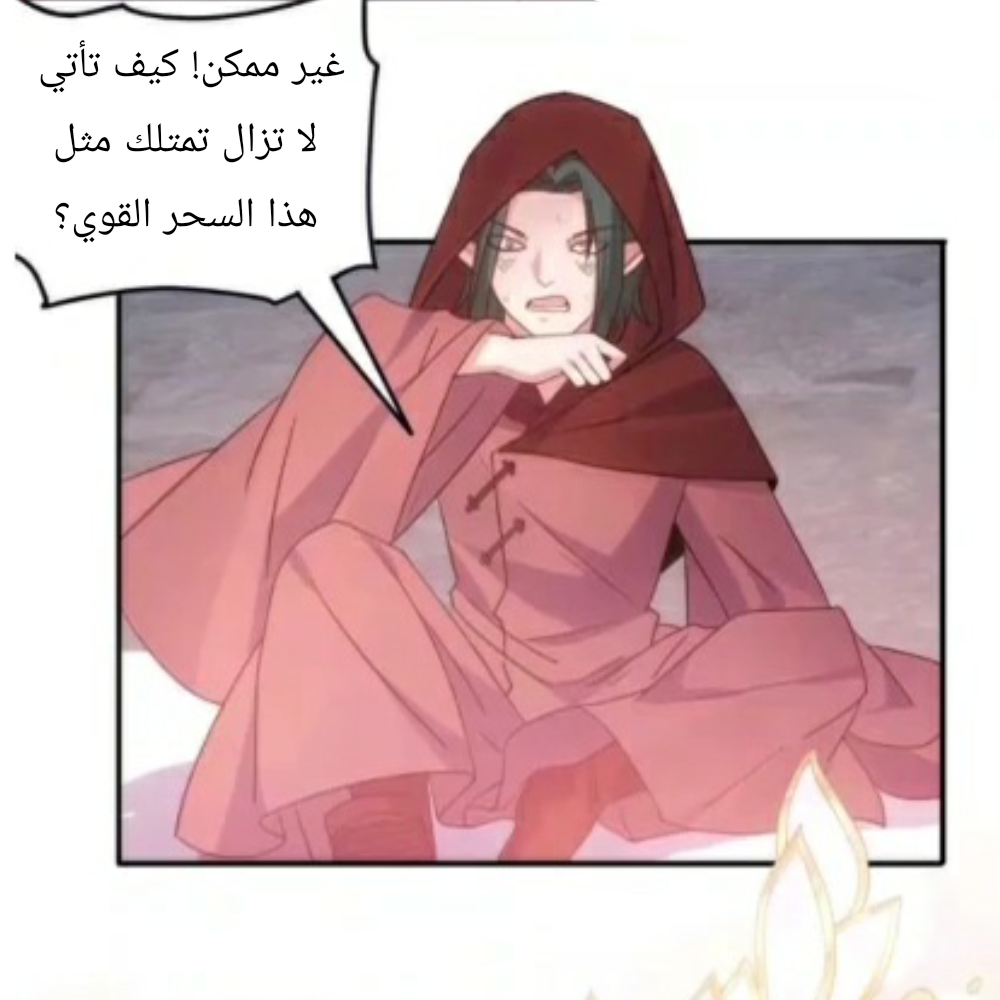 غير ممكن! كيف تأتي
لا تزال تمتلك مثل
هذا السحر القوي؟